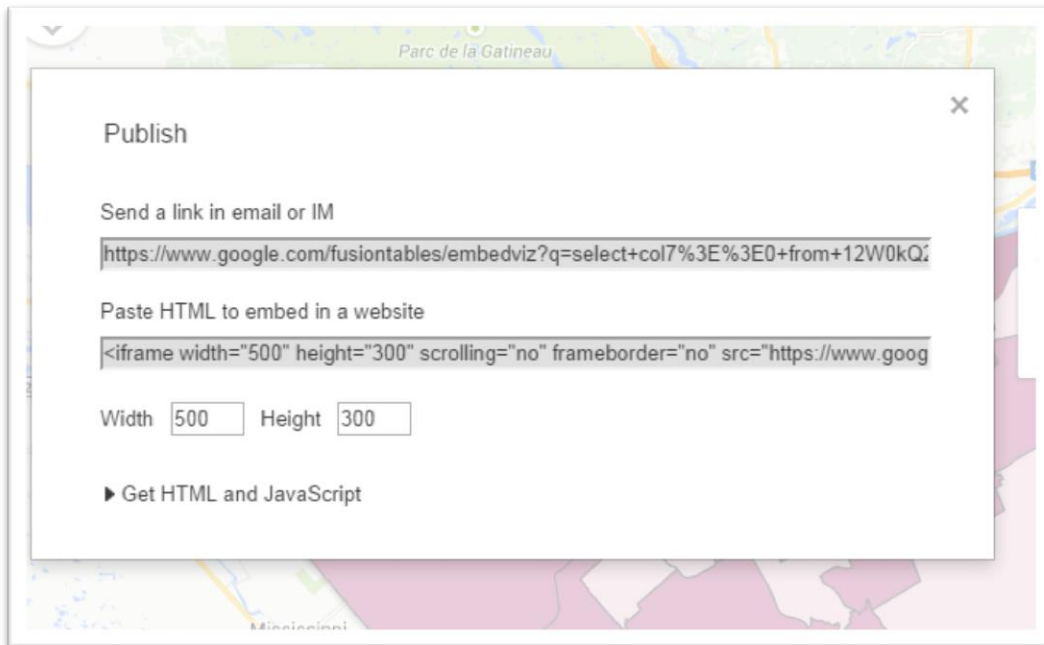 Parc de la Gatineau
Publish
Send a link in email or IM
https://www.google.com/fusiontables/embedviz?q=select+col7%3E%3E0+from+12W0kQ2
Paste HTML to embed in a website
<iframe width="500" height="300" scrolling="no" frameborder="no" src="https://www.goog
Width 500 Height 300
Get HTML and JavaScript
Mississippi